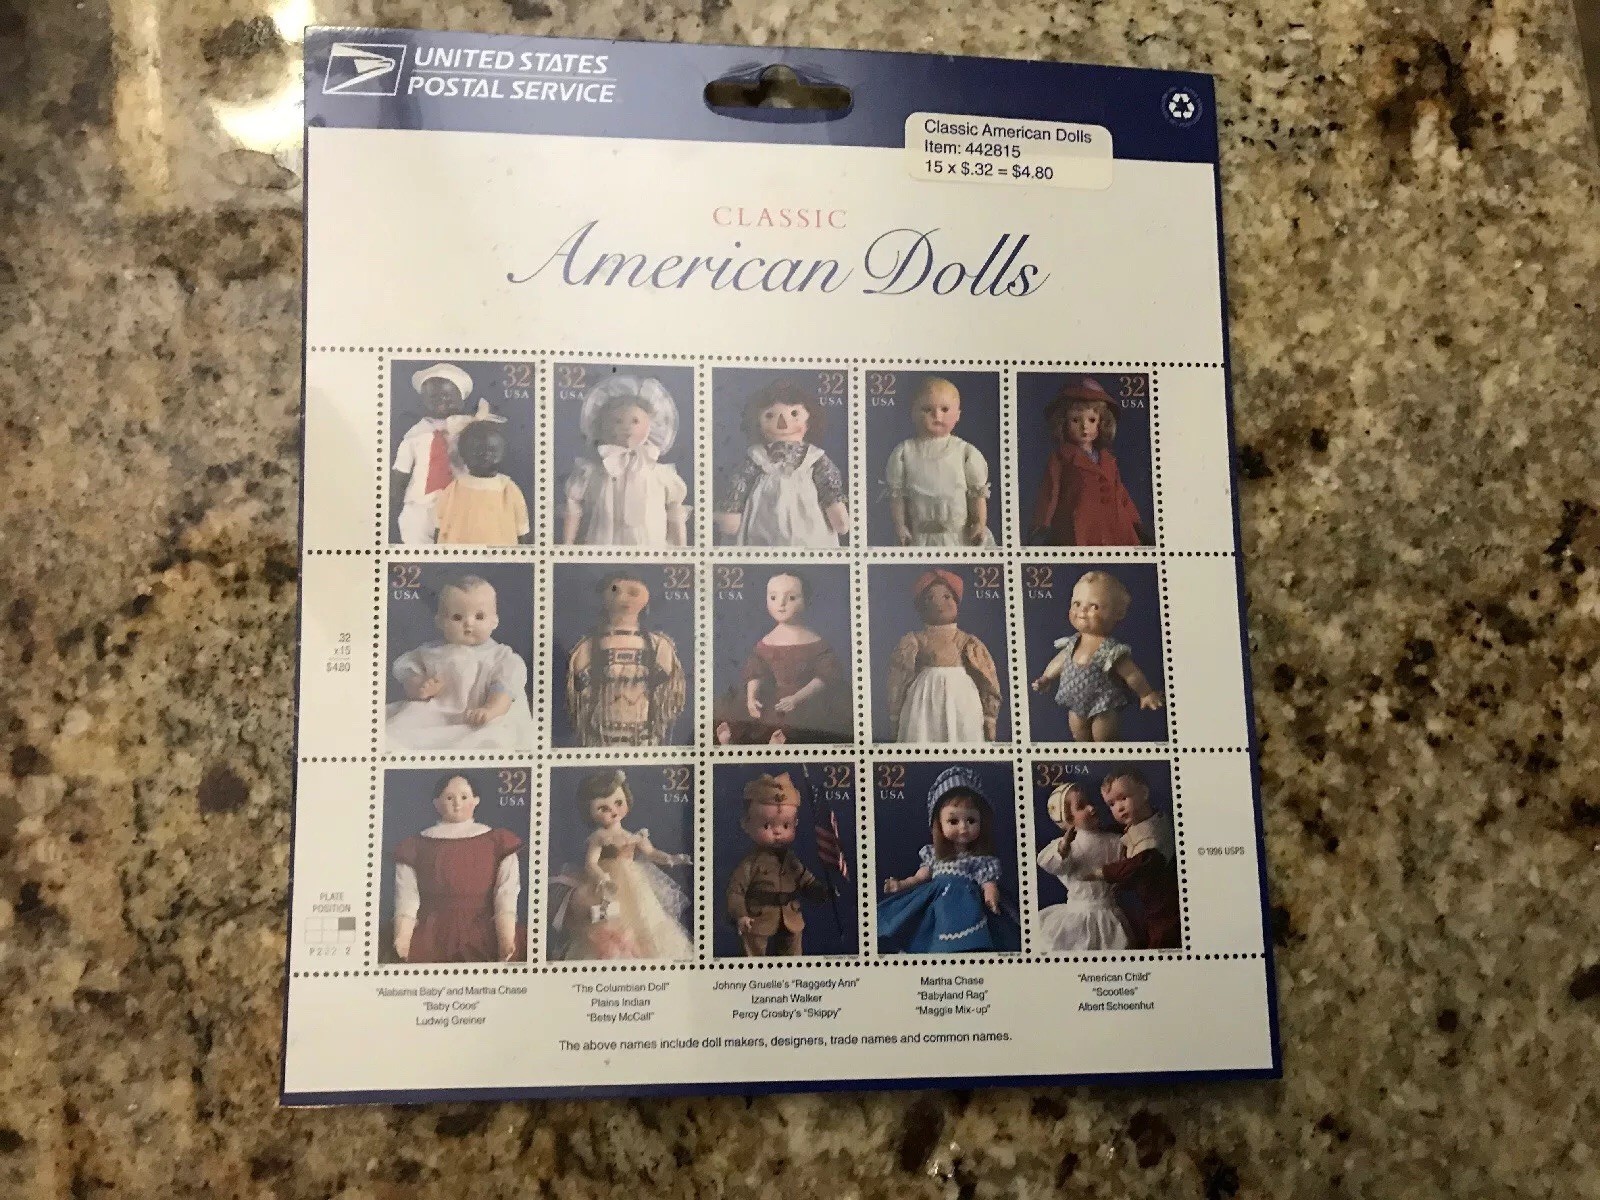 UNITED STATES
POSTAL SERVICE
Classic American Dolls
Item: 442815
15 x $.32 = $4.80
CLASSIC
American Dolls
32
USA
32
USA
32
USA
32
USA
32
USA
32
USA
32
USA
32
USA
32
USA
32
USA
32
x15
$4.80
32
USA
32
USA
32
USA
32
USA
32 USA
© 1996 USPS
PLATE
POSITION
P222 2
"Alabama Baby" and Martha Chase
"Baby Coos"
Ludwig Greiner
"The Columbian Doll"
Plains Indian
"Betsy McCall"
Johnny Gruelle's "Raggedy Ann"
Izannah Walker
Percy Crosby's "Skippy"
Martha Chase
"Babyland Rag"
"Maggie Mix-up"
"American Child"
"Scootles"
Albert Schoenhut
The above names include doll makers, designers, trade names and common names.